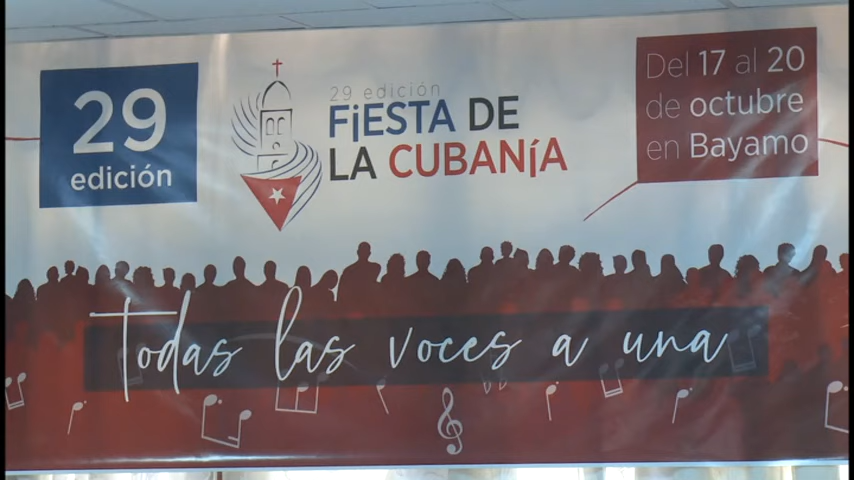 29
edición
29 edición
FiESTA DE
LA CUBANíA
Del 17 al 20
de octubre
en Bayamo
Todas las voces a una